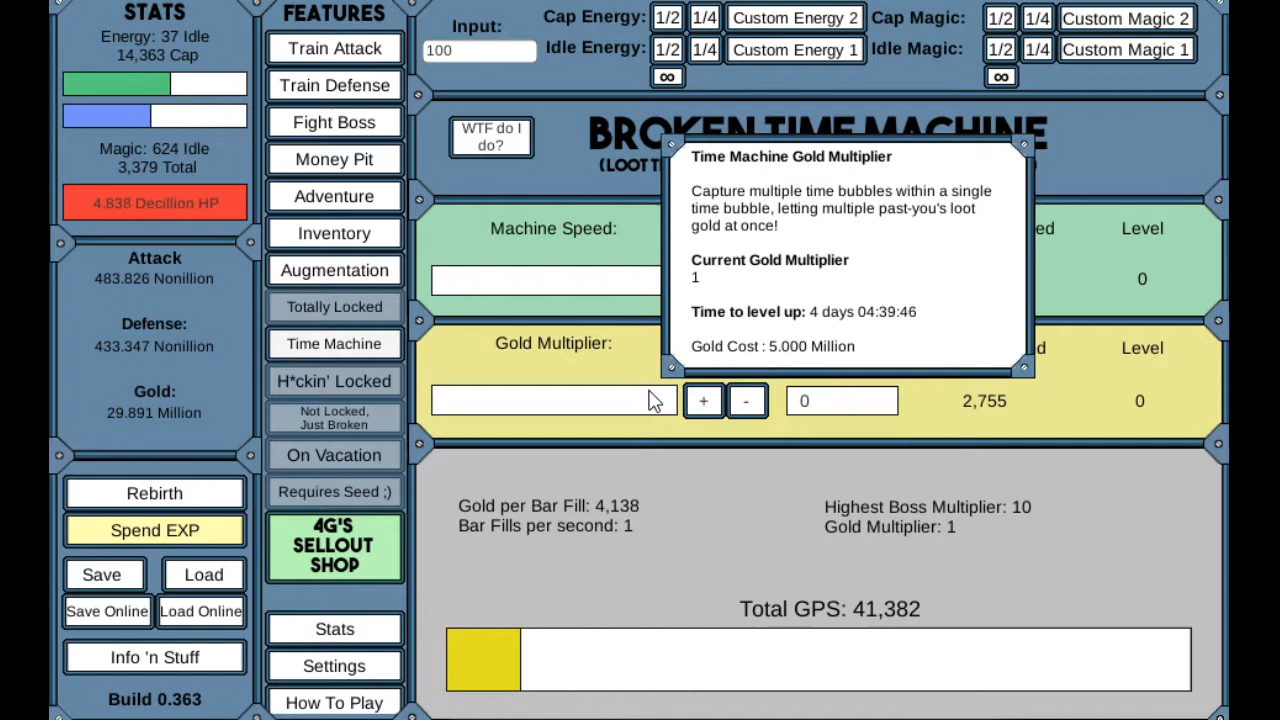 STATS
Energy: 37 Idle
14,363 Cap
Magic: 624 Idle
3,379 Total
4.838 Decillion HP
Attack
483.826 Nonillion
Defense:
433.347 Nonillion
Gold:
29.891 Million
Rebirth
Spend EXP
Save
Load
Save Online
Load Online
Info 'n Stuff
Build 0.363
FEATURES
Train Attack
Train Defense
Fight Boss
Money Pit
Adventure
Inventory
Augmentation
Totally Locked
Time Machine
H*ckin' Locked
Not Locked,
Just Broken
On Vacation
Requires Seed ;)
4G'S
SELLOUT
SHOP
Stats
Settings
How To Play
Input:
100
Cap Energy: 1/2 1/4 Custom Energy 2
Cap Magic: 1/2 1/4 Custom Magic 2
Idle Energy: 1/2 1/4 Custom Energy 1
Idle Magic: 1/2 1/4 Custom Magic 1
∞
∞
WTF do I
do?
BROKEN TIME MACHINE
(LOOT T
Time Machine Gold Multiplier
Capture multiple time bubbles within a single
time bubble, letting multiple past-you's loot
gold at once!
Current Gold Multiplier
1
Time to level up: 4 days 04:39:46
Gold Cost : 5.000 Million
Machine Speed:
ed
Level
0
Gold Multiplier:
d
Level
+ - 0 2,755 0
Gold per Bar Fill: 4,138
Bar Fills per second: 1
Highest Boss Multiplier: 10
Gold Multiplier: 1
Total GPS: 41,382